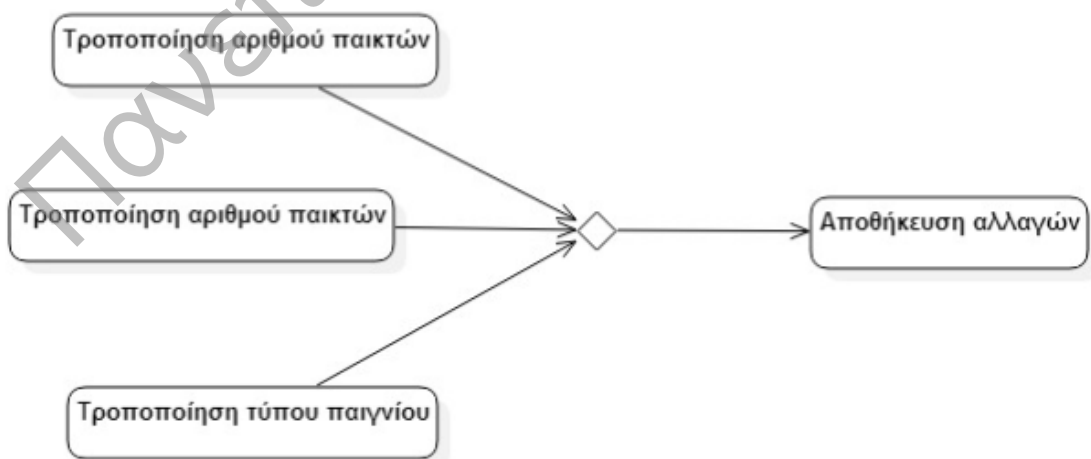 Τροποποίηση αριθμού παικτών
Τροποποίηση αριθμού παικτών
Αποθήκευση αλλαγών
Τροποποίηση τύπου παιγνίου